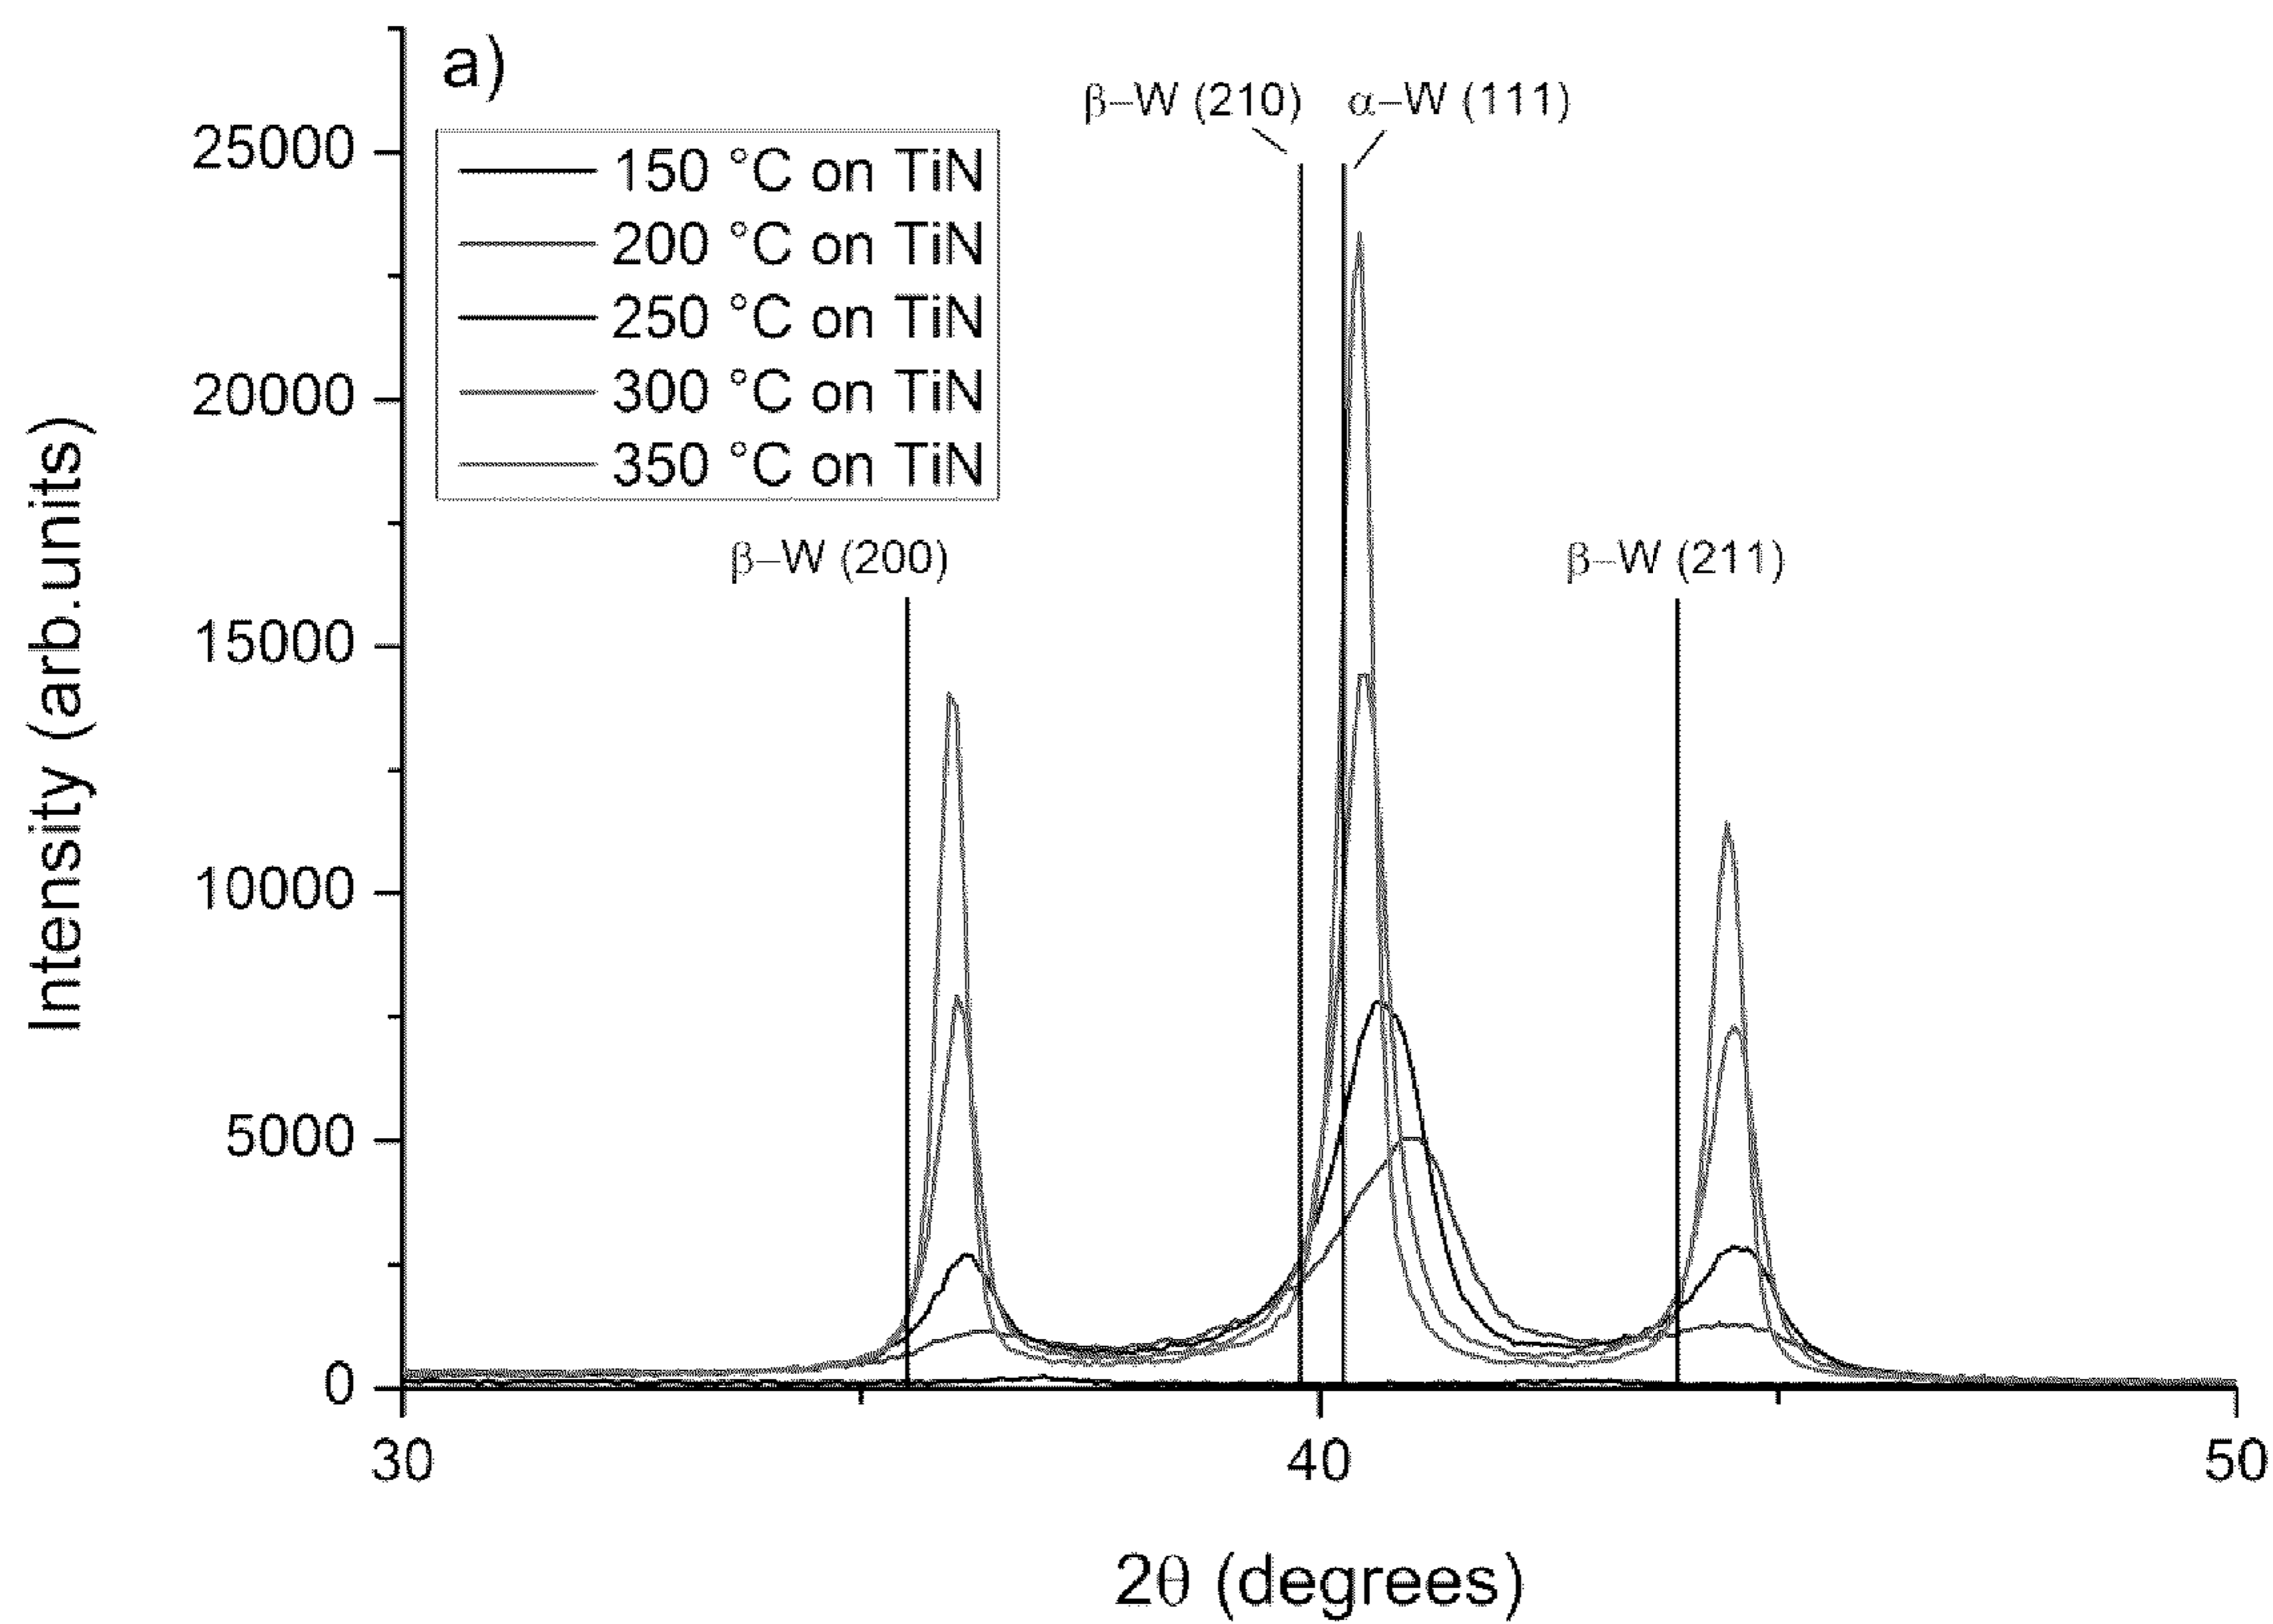 a)
β–W (210) α–W (111)
25000
150 °C on TiN
200 °C on TiN
250 °C on TiN
300 °C on TiN
350 °C on TiN
20000
β–W (200)
β–W (211)
15000
10000
5000
0
Intensity (arb.units)
30 40 50
2θ (degrees)